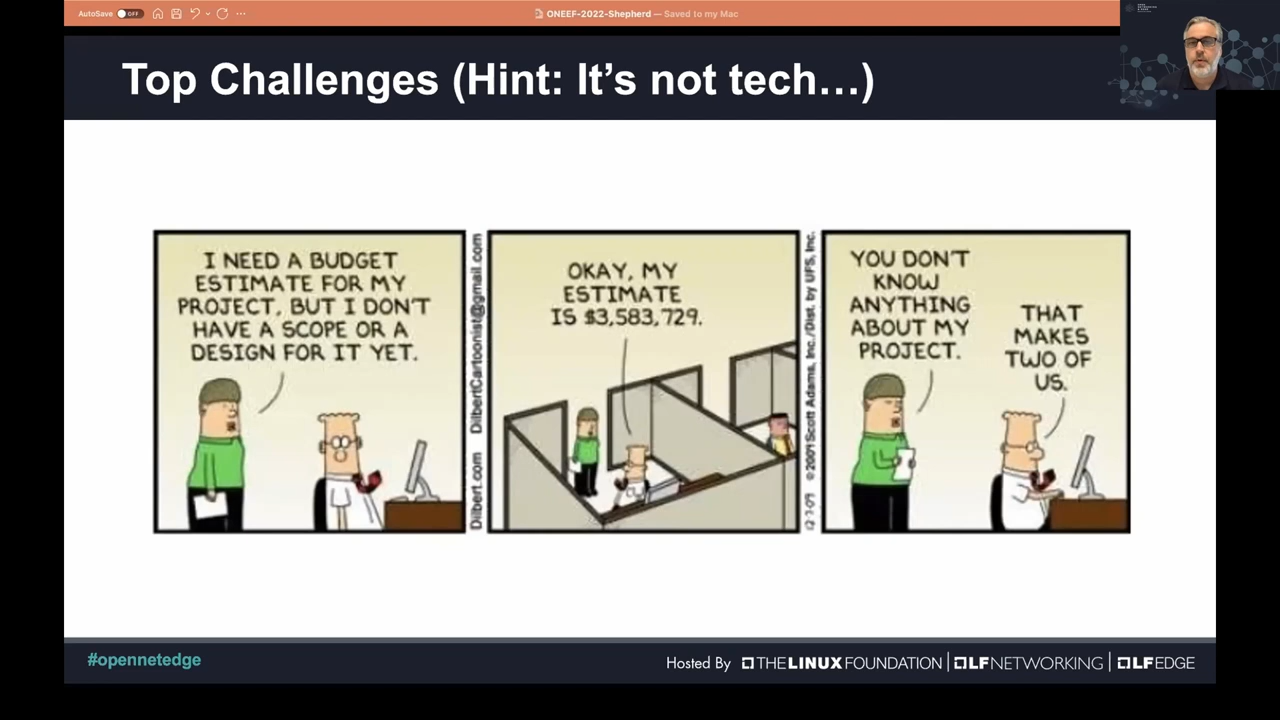 AutoSave OFF
ONEEF-2022-Shepherd — Saved to my Mac
Top Challenges (Hint: It's not tech…)
I NEED A BUDGET
ESTIMATE FOR MY
PROJECT, BUT I DON'T
HAVE A SCOPE OR A
DESIGN FOR IT YET.
Dilbert.com DilbertCartoonist@gmail.com
OKAY, MY
ESTIMATE
IS $3,583,729.
©2009 Scott Adams, Inc./Dist. by UFS, Inc.
YOU DON'T
KNOW
ANYTHING
ABOUT MY
PROJECT.
THAT
MAKES
TWO OF
US.
#opennetedge
Hosted By THE LINUX FOUNDATION | LF NETWORKING | LF EDGE